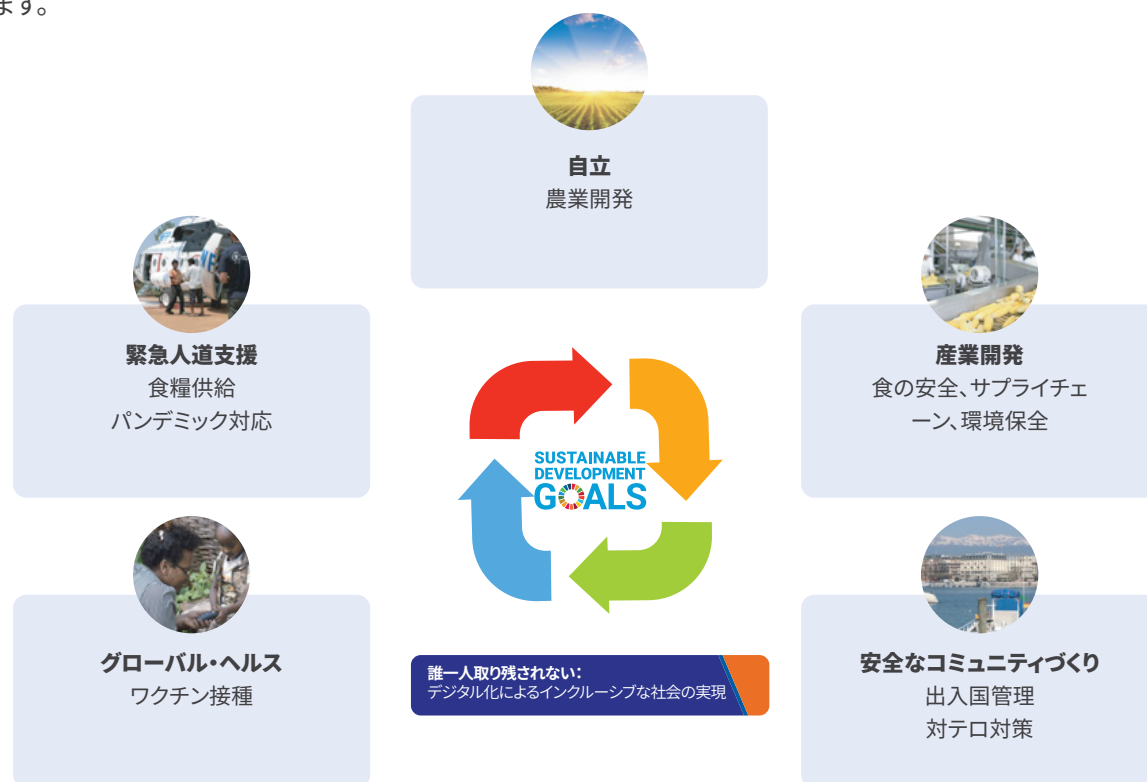 ます。
自立
農業開発
緊急人道支援
食糧供給
パンデミック対応
産業開発
食の安全、サプライチェ
ーン、環境保全
SUSTAINABLE
DEVELOPMENT
GOALS
グローバル・ヘルス
ワクチン接種
誰一人取り残されない：
デジタル化によるインクルーシブな社会の実現
安全なコミュニティづくり
出入国管理
対テロ対策